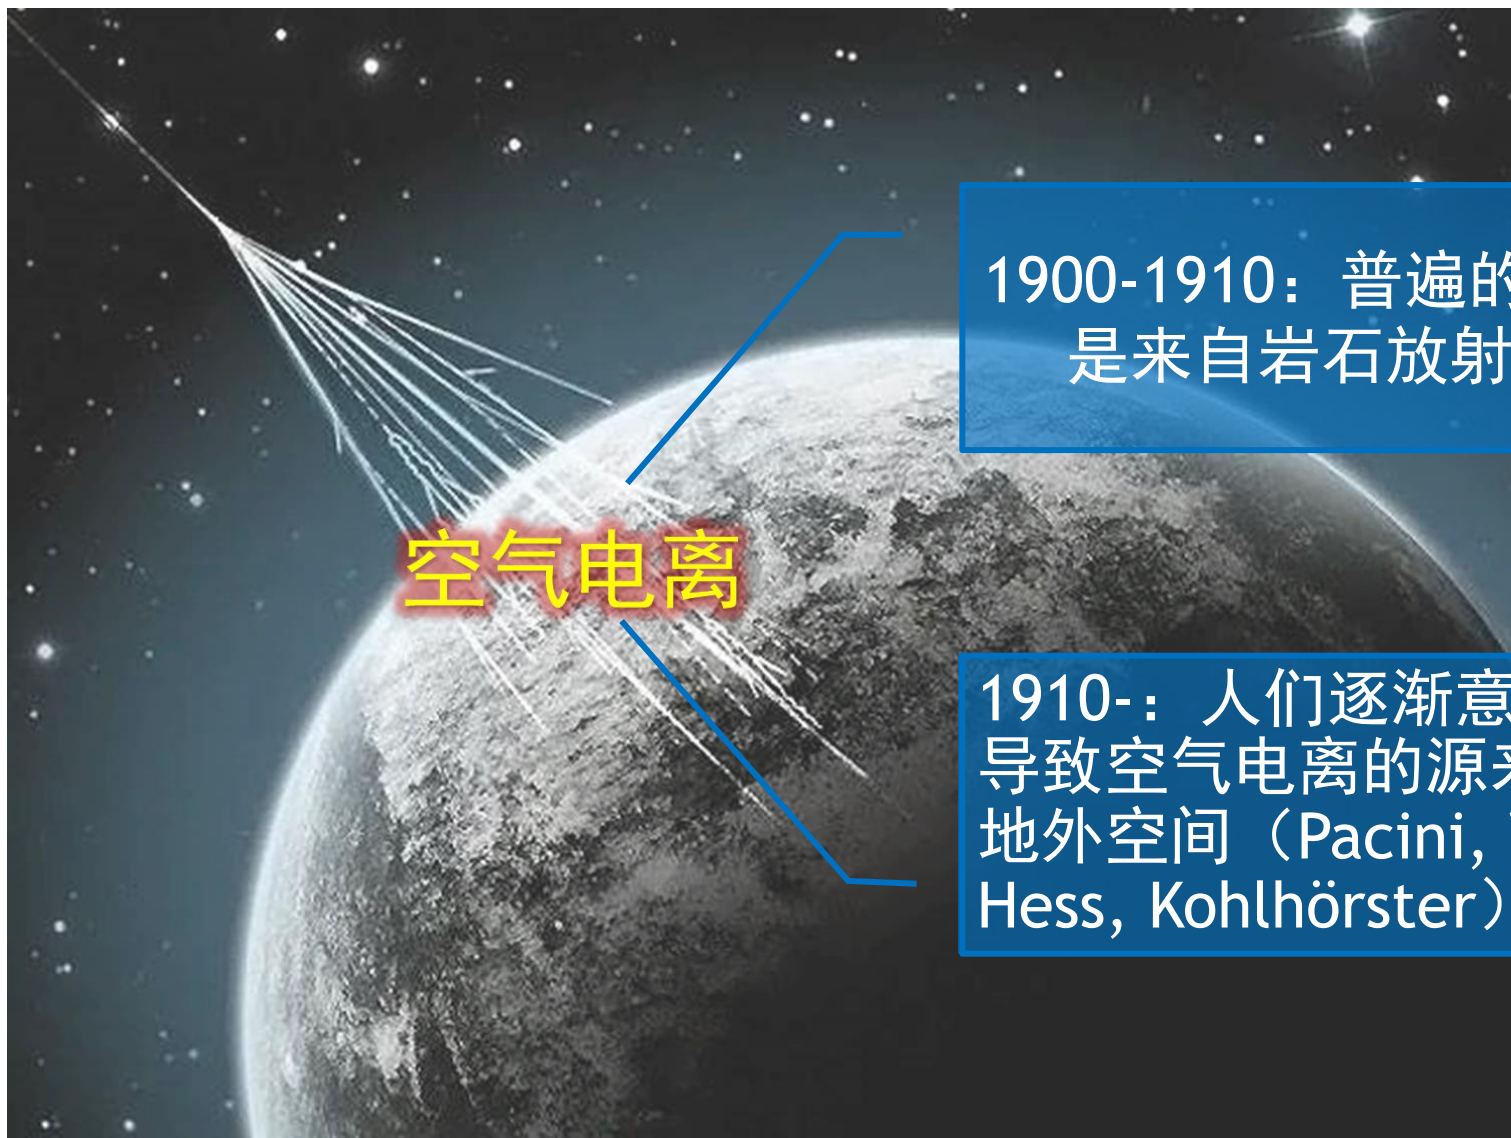 1900-1910：普遍的
是来自岩石放射
空气电离
1910-：人们逐渐意
导致空气电离的源
地外空间（Pacini,
Hess, Kohlhörster）